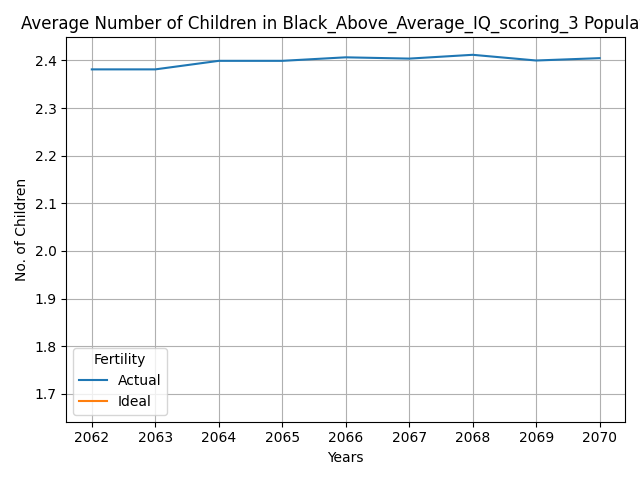 Average Number of Children in Black_Above_Average_IQ_scoring_3 Popula
2.4
2.3
2.2
2.1
2.0
1.9
1.8
1.7
No. of Children
Fertility
Actual
Ideal
2062 2063 2064 2065 2066 2067 2068 2069 2070
Years